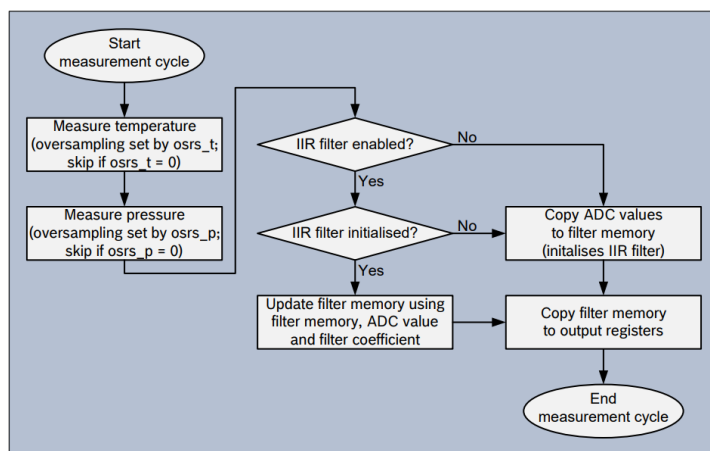 Start
measurement cycle
Measure temperature
(oversampling set by osrs_t;
skip if osrs_t = 0)
Measure pressure
(oversampling set by osrs_p;
skip if osrs_p = 0)
IIR filter enabled?
No
Yes
IIR filter initialised?
No
Yes
Copy ADC values
to filter memory
(initalises IIR filter)
Update filter memory using
filter memory, ADC value
and filter coefficient
Copy filter memory
to output registers
End
measurement cycle